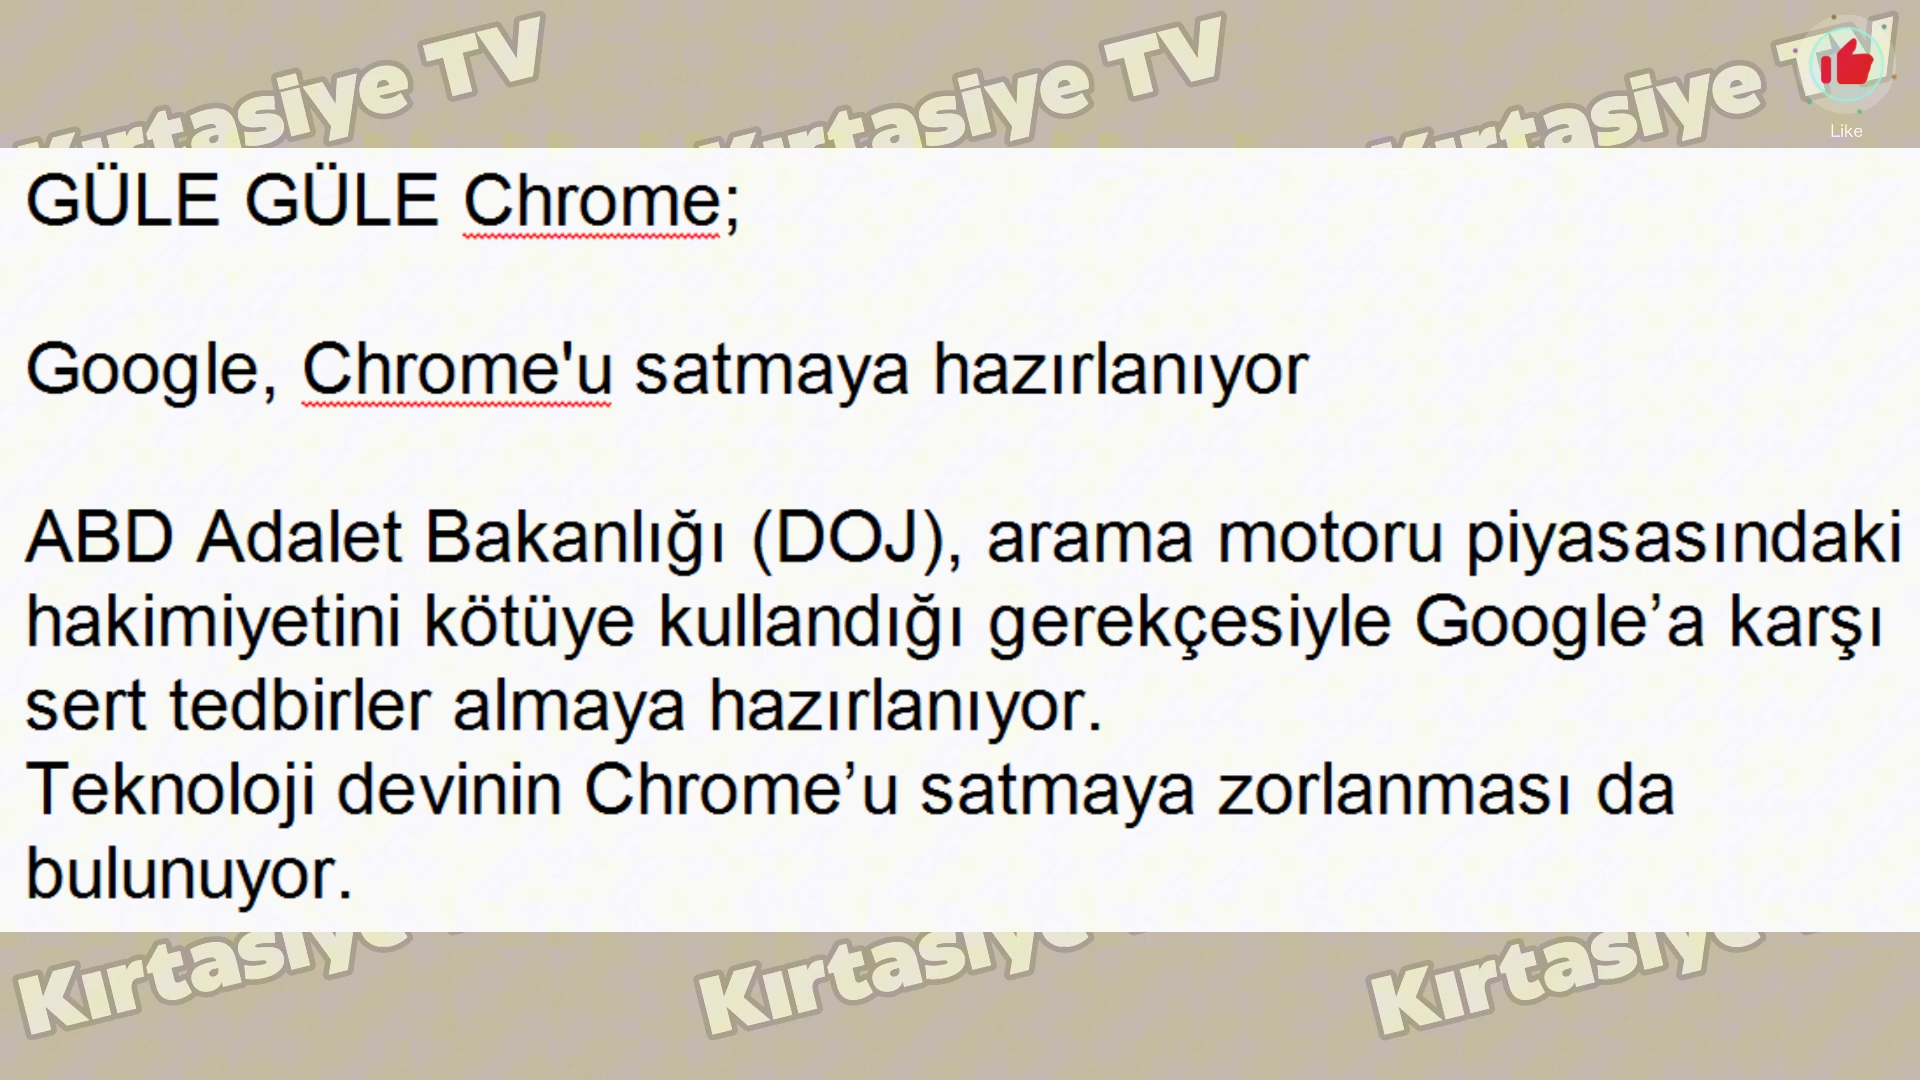 Kırtasiye TV Kırtasiye TV Kırtasiye TV
Like
GÜLE GÜLE Chrome;
Google, Chrome'u satmaya hazırlanıyor
ABD Adalet Bakanlığı (DOJ), arama motoru piyasasındaki
hakimiyetini kötüye kullandığı gerekçesiyle Google’a karşı
sert tedbirler almaya hazırlanıyor.
Teknoloji devinin Chrome’u satmaya zorlanması da
bulunuyor.
Kırtasiye Kırtasiye Kırtasiye